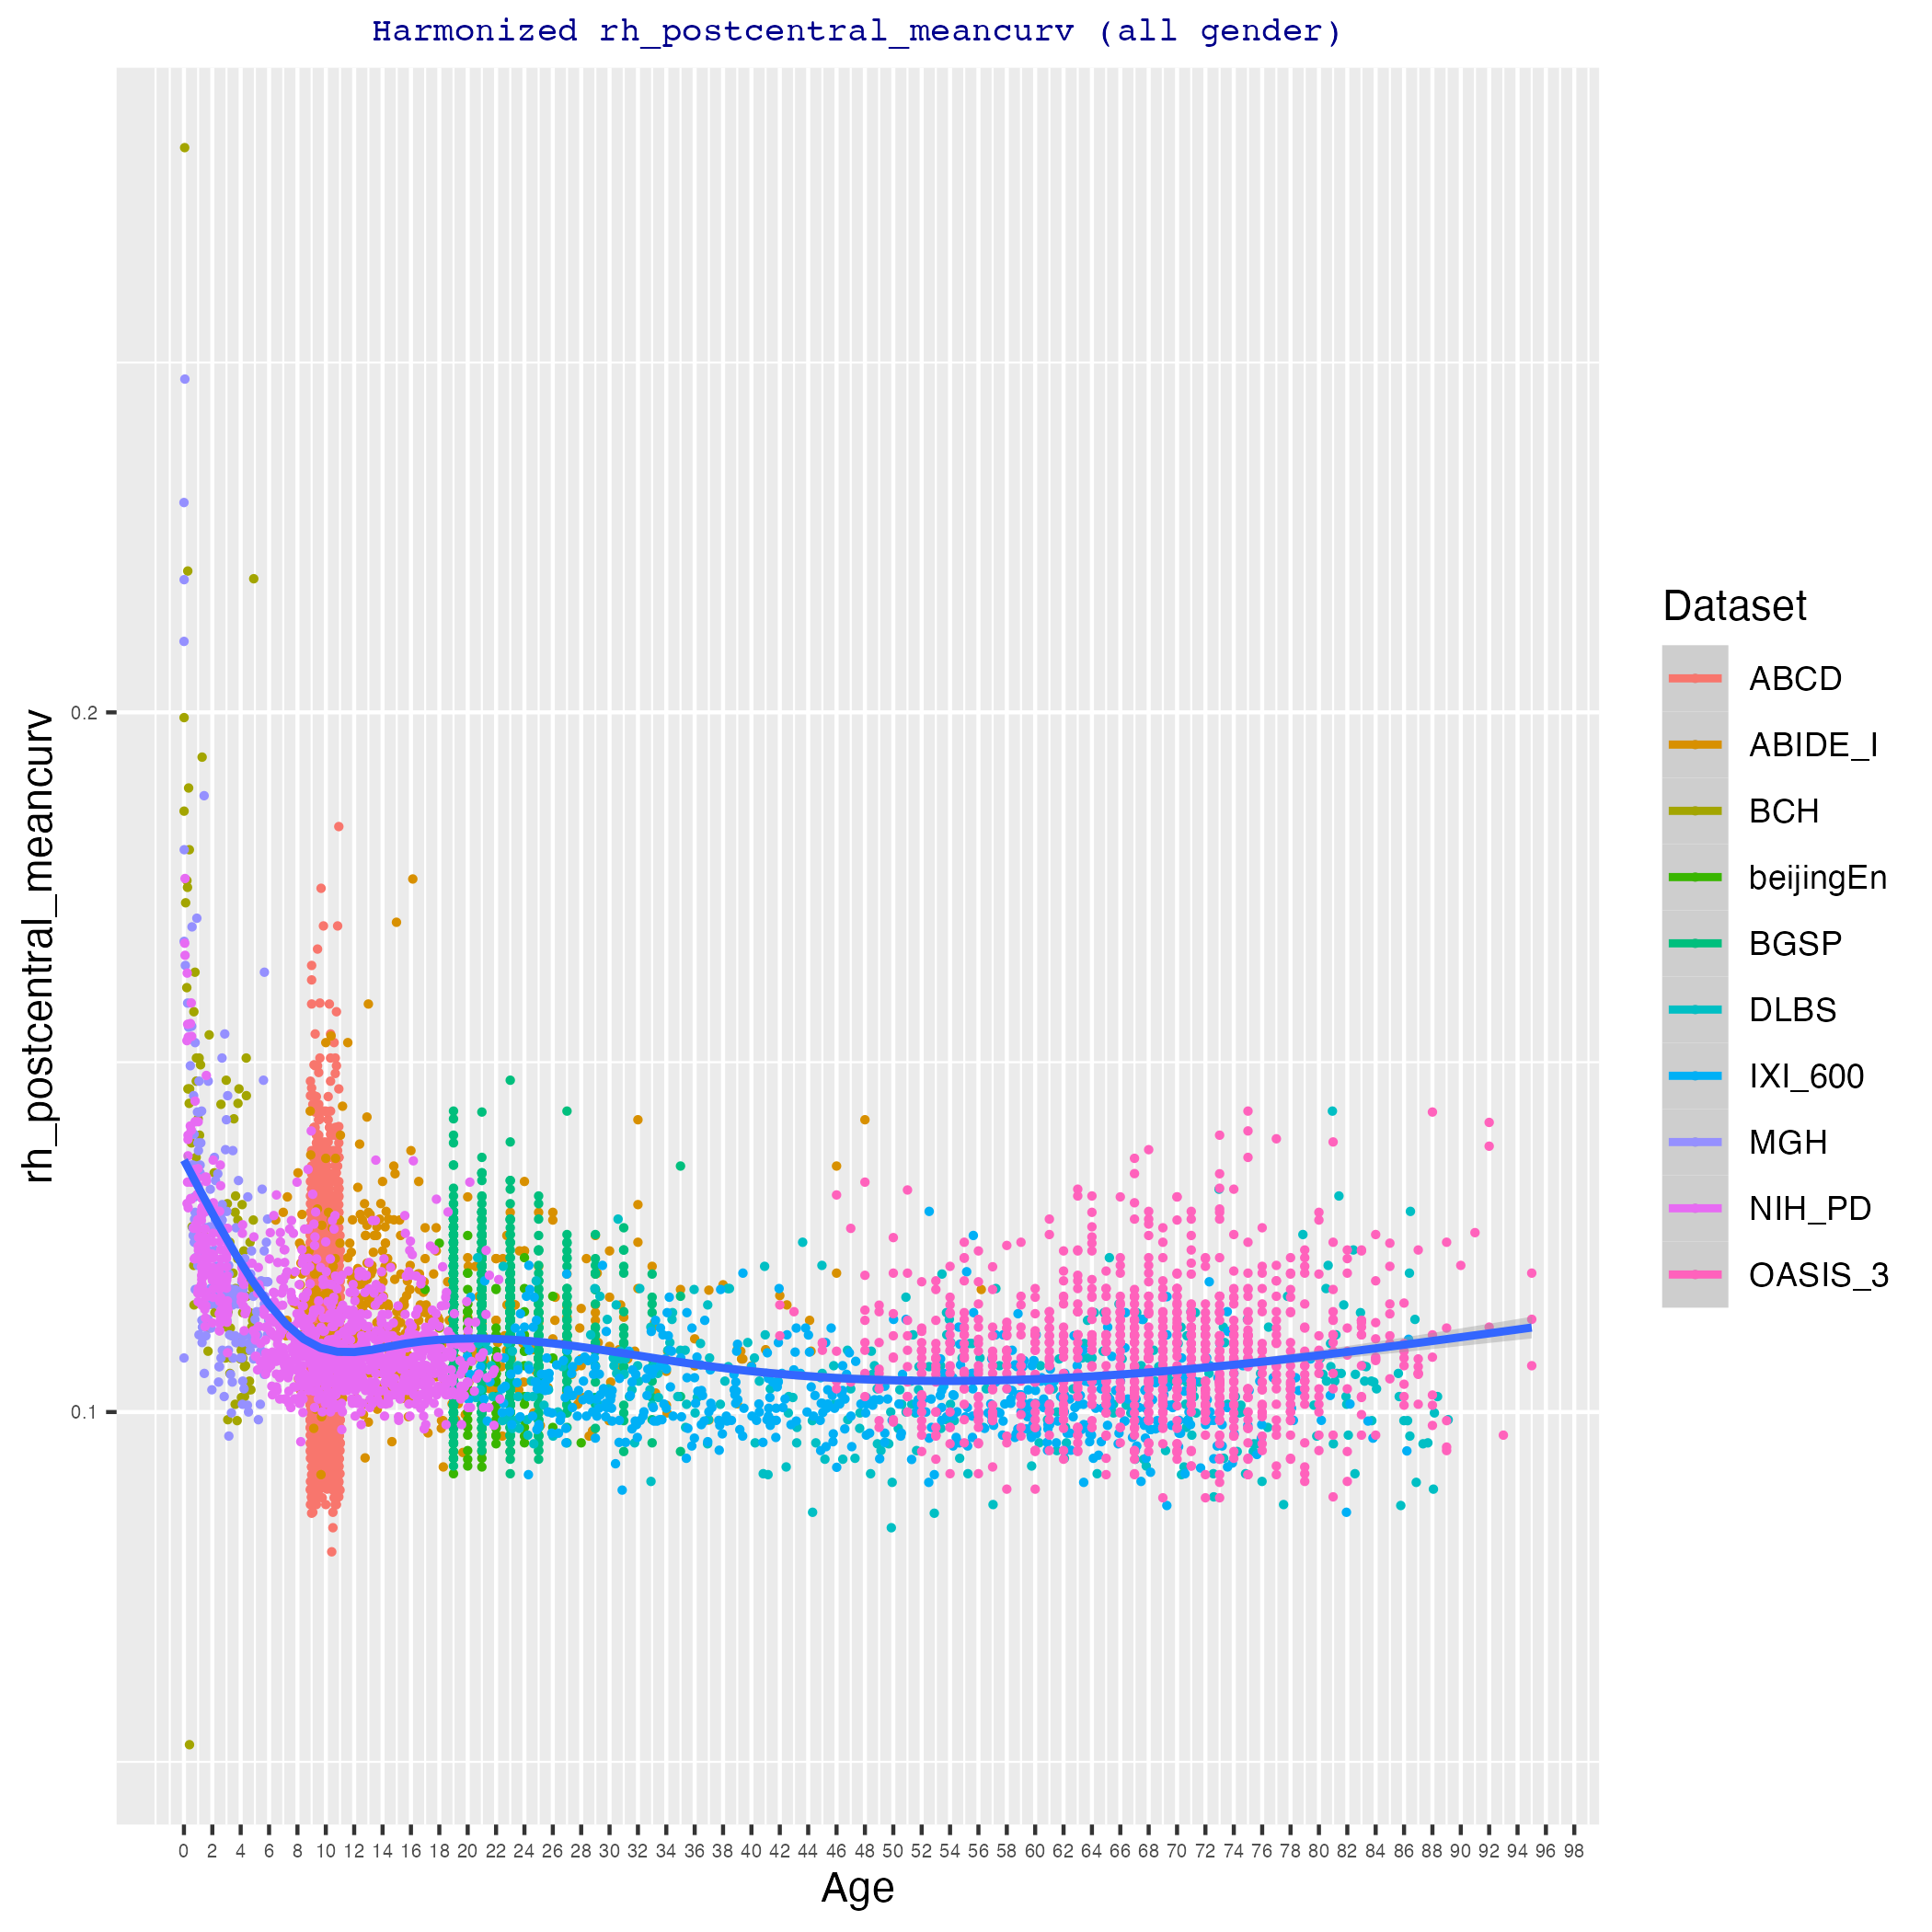 Harmonized rh_postcentral_meancurv (all gender)
rh_postcentral_meancurv
0.2
0.1
0 2 4 6 8 10 12 14 16 18 20 22 24 26 28 30 32 34 36 38 40 42 44 46 48 50 52 54 56 58 60 62 64 66 68 70 72 74 76 78 80 82 84 86 88 90 92 94 96 98
Age
Dataset
ABCD
ABIDE_I
BCH
beijingEn
BGSP
DLBS
IXI_600
MGH
NIH_PD
OASIS_3